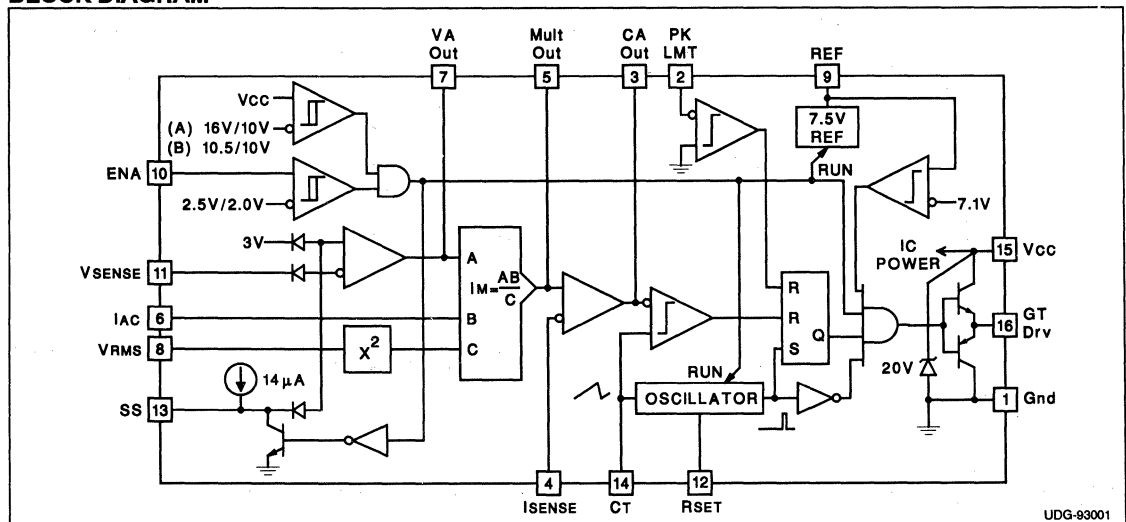 BLOCK DIAGRAM
VA Out
Mult Out
CA Out
PK LMT
REF
7
5
3
2
9
VCC
(A) 16V/10V
(B) 10.5/10V
7.5V REF
RUN
ENA 10
2.5V/2.0V
7.1V
3V
VSENSE 11
A
IM=AB/C
B
C
IAC 6
VRMS 8
X²
IC POWER
15 VCC
R
R
S
Q
16 GT Drv
20V
14µA
SS 13
RUN
OSCILLATOR
1 Gnd
4
14
12
ISENSE
CT
RSET
UDG-93001